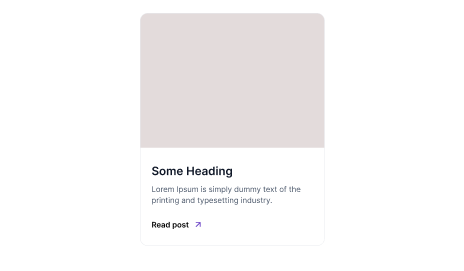 Some Heading
Lorem Ipsum is simply dummy text of the
printing and typesetting industry.
Read post